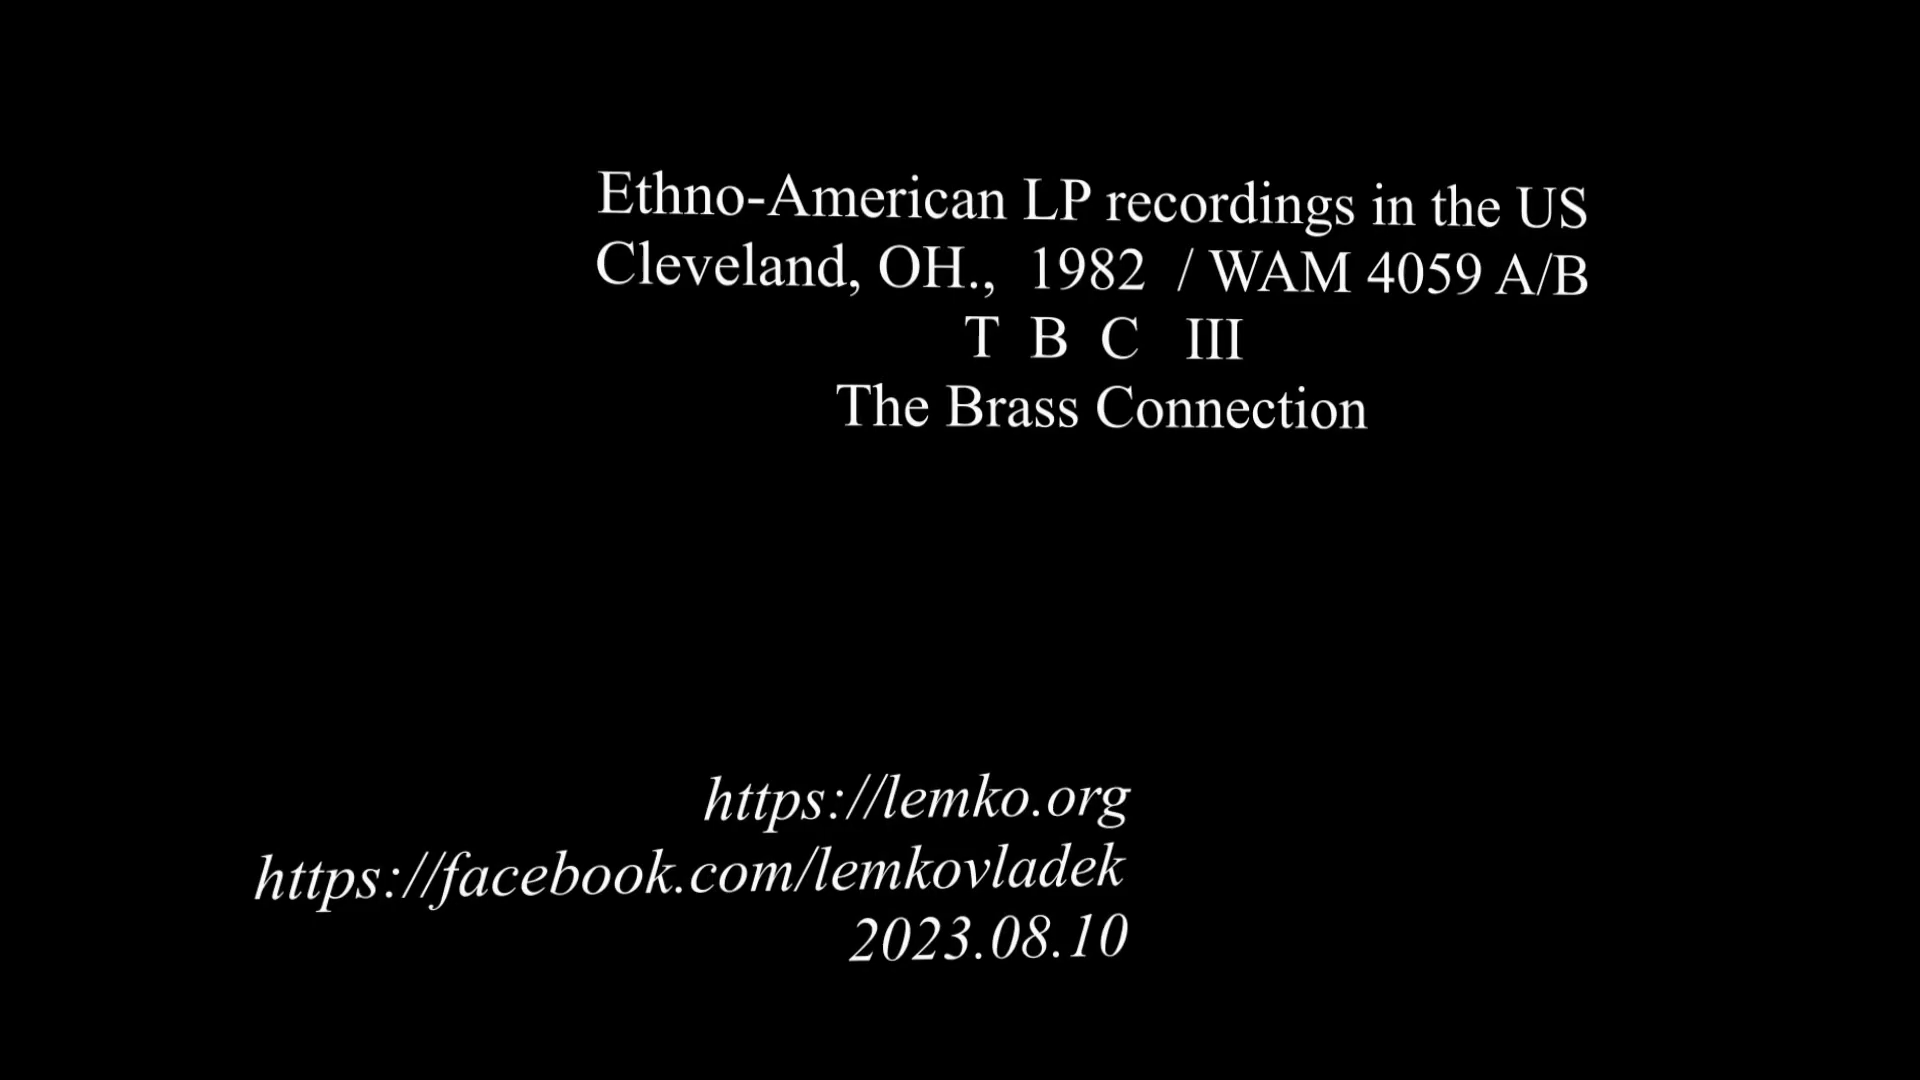 Ethno-American LP recordings in the US
Cleveland, OH., 1982 / WAM 4059 A/B
T B C III
The Brass Connection
https://lemko.org
https://facebook.com/lemkovladek
2023.08.10